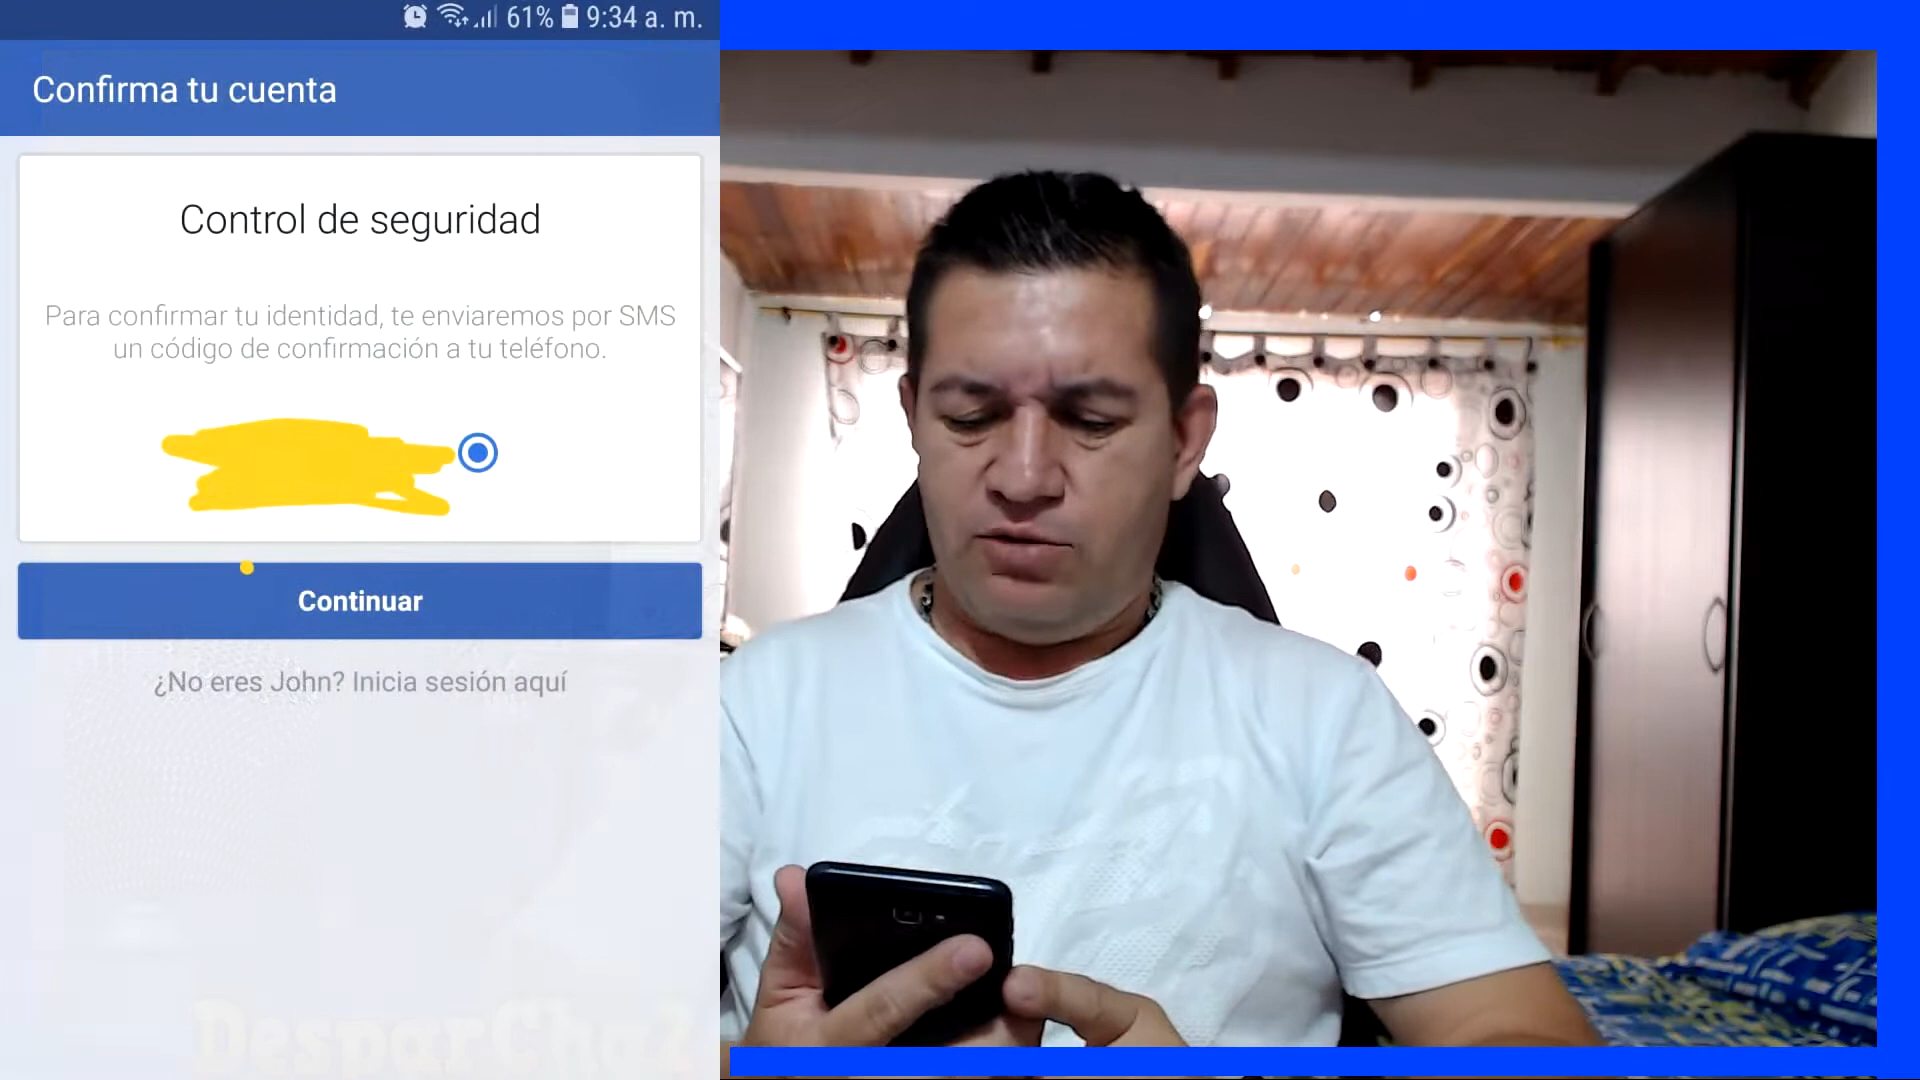 61% 9:34 a. m.
Confirma tu cuenta
Control de seguridad
Para confirmar tu identidad, te enviaremos por SMS
un código de confirmación a tu teléfono.
Continuar
¿No eres John? Inicia sesión aquí
DesparCha2